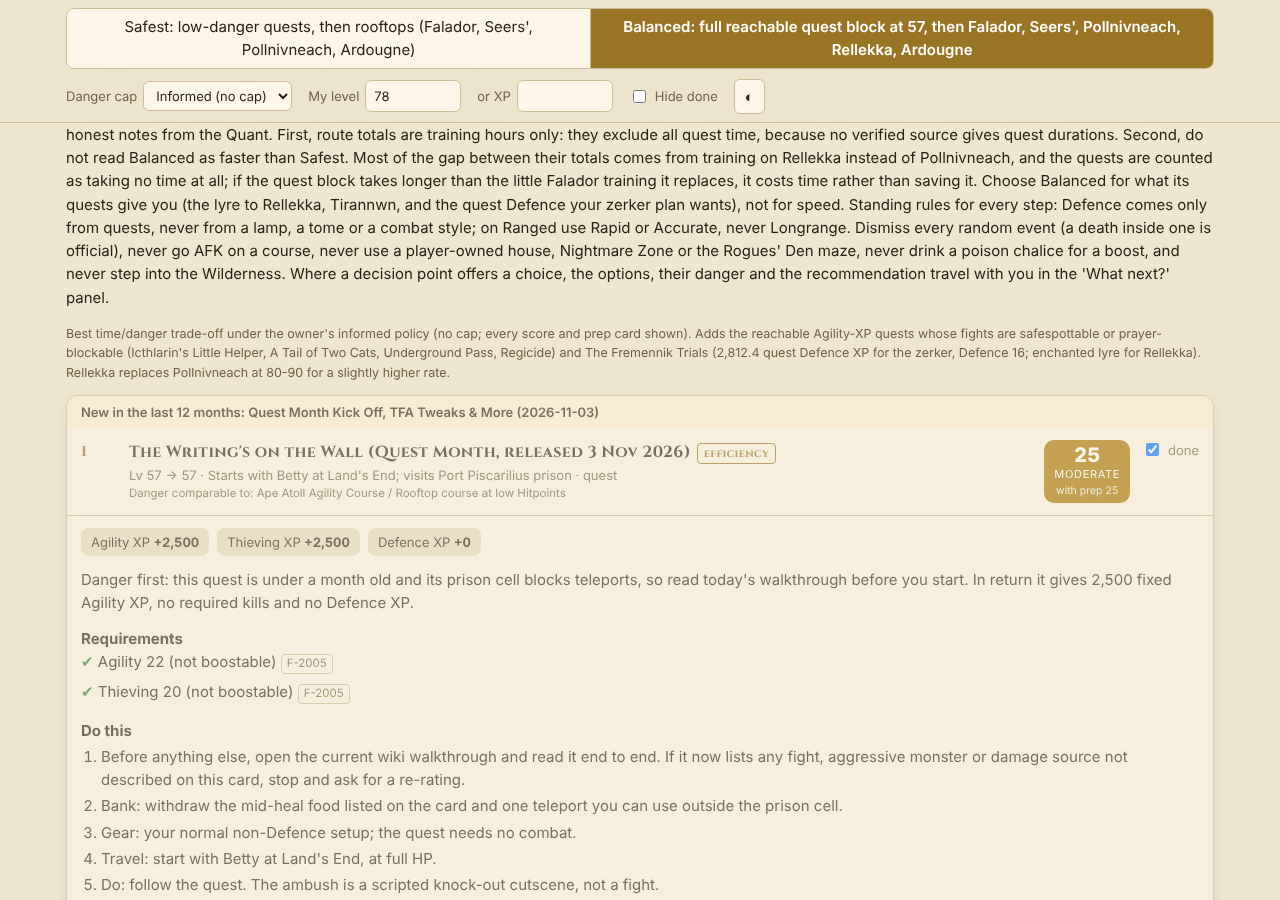 Safest: low-danger quests, then rooftops (Falador, Seers',
Pollnivneach, Ardougne)
Balanced: full reachable quest block at 57, then Falador, Seers', Pollnivneach,
Rellekka, Ardougne
Danger cap Informed (no cap) My level 78 or XP Hide done
honest notes from the Quant. First, route totals are training hours only: they exclude all quest time, because no verified source gives quest durations. Second, do
not read Balanced as faster than Safest. Most of the gap between their totals comes from training on Rellekka instead of Pollnivneach, and the quests are counted
as taking no time at all; if the quest block takes longer than the little Falador training it replaces, it costs time rather than saving it. Choose Balanced for what its
quests give you (the lyre to Rellekka, Tirannwn, and the quest Defence your zerker plan wants), not for speed. Standing rules for every step: Defence comes only
from quests, never from a lamp, a tome or a combat style; on Ranged use Rapid or Accurate, never Longrange. Dismiss every random event (a death inside one is
official), never go AFK on a course, never use a player-owned house, Nightmare Zone or the Rogues' Den maze, never drink a poison chalice for a boost, and
never step into the Wilderness. Where a decision point offers a choice, the options, their danger and the recommendation travel with you in the 'What next?'
panel.
Best time/danger trade-off under the owner's informed policy (no cap; every score and prep card shown). Adds the reachable Agility-XP quests whose fights are safespottable or prayer-
blockable (Icthlarin's Little Helper, A Tail of Two Cats, Underground Pass, Regicide) and The Fremennik Trials (2,812.4 quest Defence XP for the zerker, Defence 16; enchanted lyre for Rellekka).
Rellekka replaces Pollnivneach at 80-90 for a slightly higher rate.
New in the last 12 months: Quest Month Kick Off, TFA Tweaks & More (2026-11-03)
1 The Writing's on the Wall (Quest Month, released 3 Nov 2026) EFFICIENCY
Lv 57 → 57 · Starts with Betty at Land's End; visits Port Piscarilius prison · quest
Danger comparable to: Ape Atoll Agility Course / Rooftop course at low Hitpoints
25
MODERATE
with prep 25
done
Agility XP +2,500 Thieving XP +2,500 Defence XP +0
Danger first: this quest is under a month old and its prison cell blocks teleports, so read today's walkthrough before you start. In return it gives 2,500 fixed
Agility XP, no required kills and no Defence XP.
Requirements
✔ Agility 22 (not boostable) F-2005
✔ Thieving 20 (not boostable) F-2005
Do this
1. Before anything else, open the current wiki walkthrough and read it end to end. If it now lists any fight, aggressive monster or damage source not
described on this card, stop and ask for a re-rating.
2. Bank: withdraw the mid-heal food listed on the card and one teleport you can use outside the prison cell.
3. Gear: your normal non-Defence setup; the quest needs no combat.
4. Travel: start with Betty at Land's End, at full HP.
5. Do: follow the quest. The ambush is a scripted knock-out cutscene, not a fight.